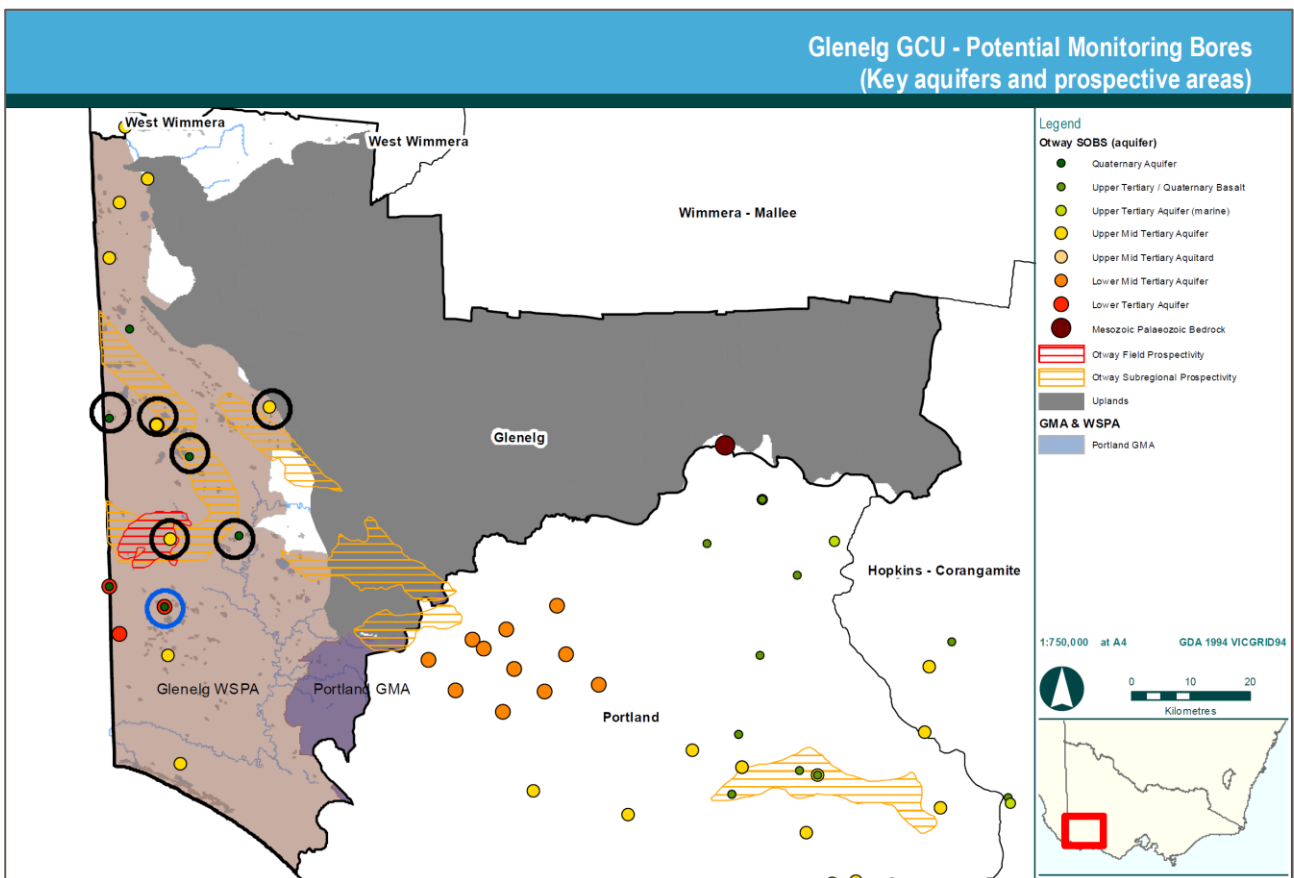 Glenelg GCU - Potential Monitoring Bores
(Key aquifers and prospective areas)
West Wimmera
West Wimmera
Wimmera - Mallee
Glenelg
Hopkins - Corangamite
Glenelg WSPA
Portland GMA
Portland
Legend
Otway SOBS (aquifer)
Quaternary Aquifer
Upper Tertiary / Quaternary Basalt
Upper Tertiary Aquifer (marine)
Upper Mid Tertiary Aquifer
Upper Mid Tertiary Aquitard
Lower Mid Tertiary Aquifer
Lower Tertiary Aquifer
Mesozoic Palaeozoic Bedrock
Otway Field Prospectivity
Otway Subregional Prospectivity
Uplands
GMA & WSPA
Portland GMA
1:750,000 at A4 GDA 1994 VICGRID94
0 10 20
Kilometres